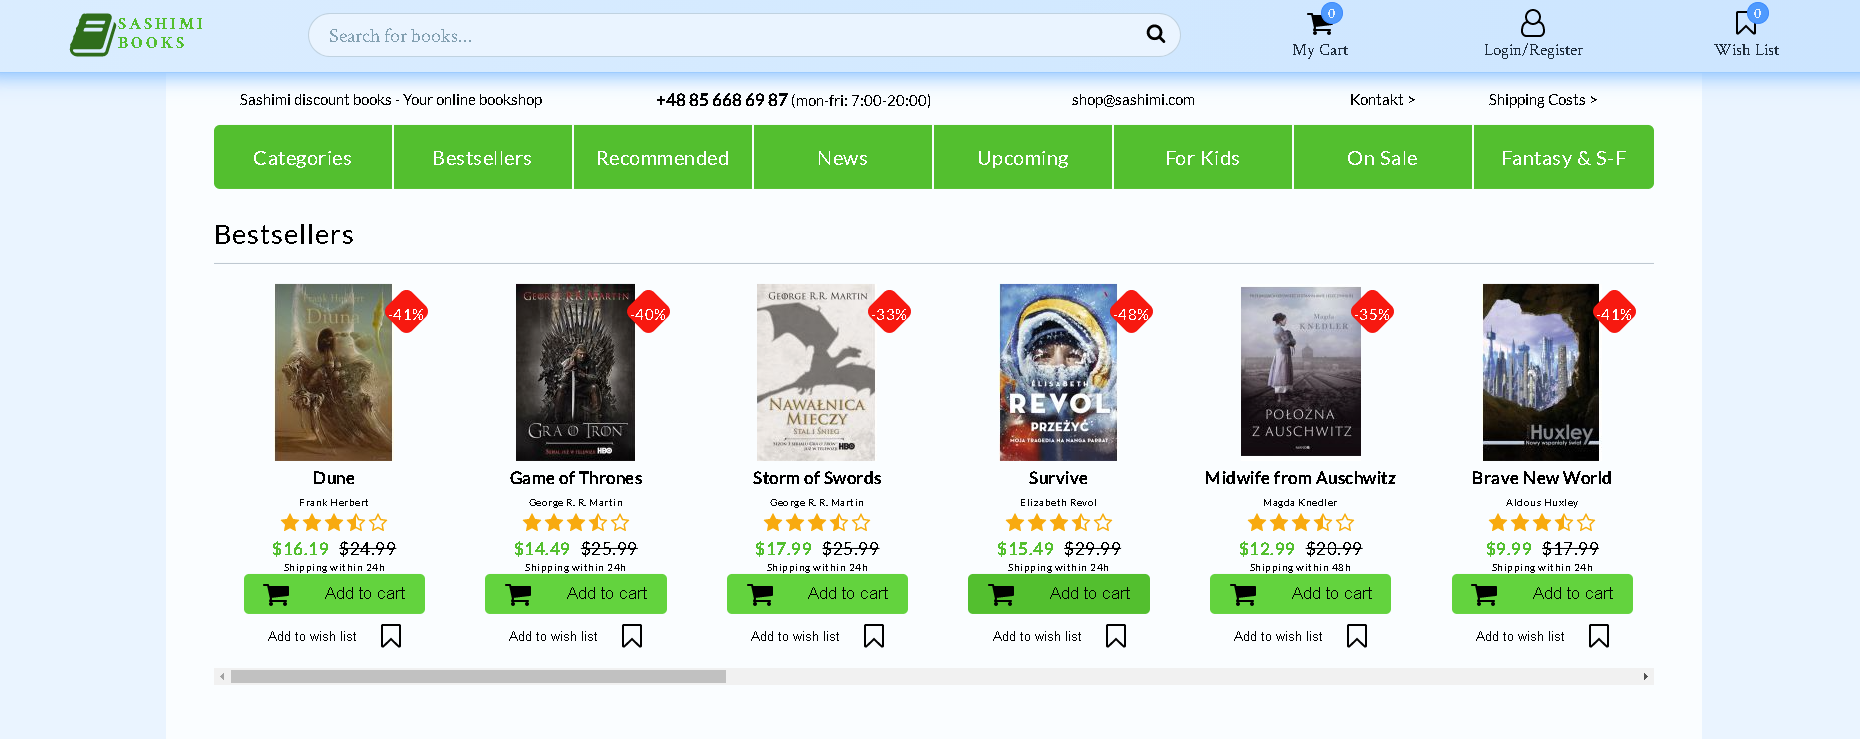 SASHIMI
BOOKS
Search for books...
0
My Cart
Login/Register
0
Wish List
Sashimi discount books - Your online bookshop
+48 85 668 69 87 (mon-fri: 7:00-20:00)
shop@sashimi.com
Kontakt >
Shipping Costs >
Categories
Bestsellers
Recommended
News
Upcoming
For Kids
On Sale
Fantasy & S-F
Bestsellers
Frank Herbert
Diuna
-41%
Dune
Frank Herbert
$16.19 $24.99
Shipping within 24h
Add to cart
Add to wish list
GEORGE R.R. MARTIN
GRA O TRON
HBO
-40%
Game of Thrones
George R. R. Martin
$14.49 $25.99
Shipping within 24h
Add to cart
Add to wish list
GEORGE R.R. MARTIN
NAWAŁNICA
MIECZY
STAL I ŚNIEG
HBO
-33%
Storm of Swords
George R. R. Martin
$17.99 $25.99
Shipping within 24h
Add to cart
Add to wish list
ÉLISABETH
REVOL
PRZEŻYĆ
MOJA TRAGEDIA NA NANGA PARBAT
-48%
Survive
Elizabeth Revol
$15.49 $29.99
Shipping within 24h
Add to cart
Add to wish list
Magda
KNEDLER
POŁOŻNA
Z AUSCHWITZ
-35%
Midwife from Auschwitz
Magda Knedler
$12.99 $20.99
Shipping within 48h
Add to cart
Add to wish list
Huxley
Nowy wspaniały świat
-41%
Brave New World
Aldous Huxley
$9.99 $17.99
Shipping within 24h
Add to cart
Add to wish list